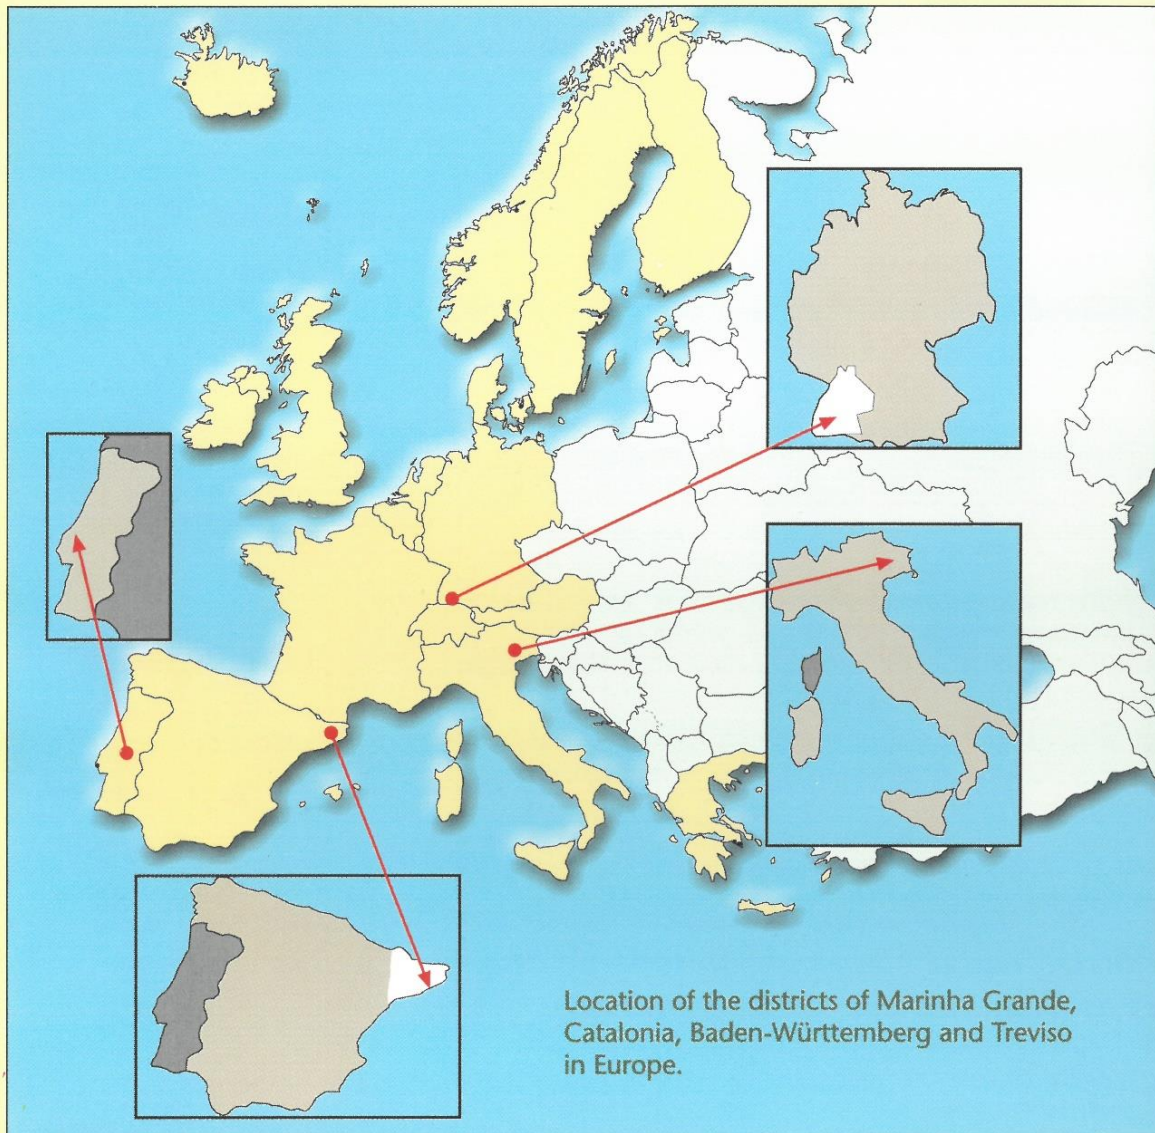 Location of the districts of Marinha Grande,
Catalonia, Baden-Württemberg and Treviso
in Europe.